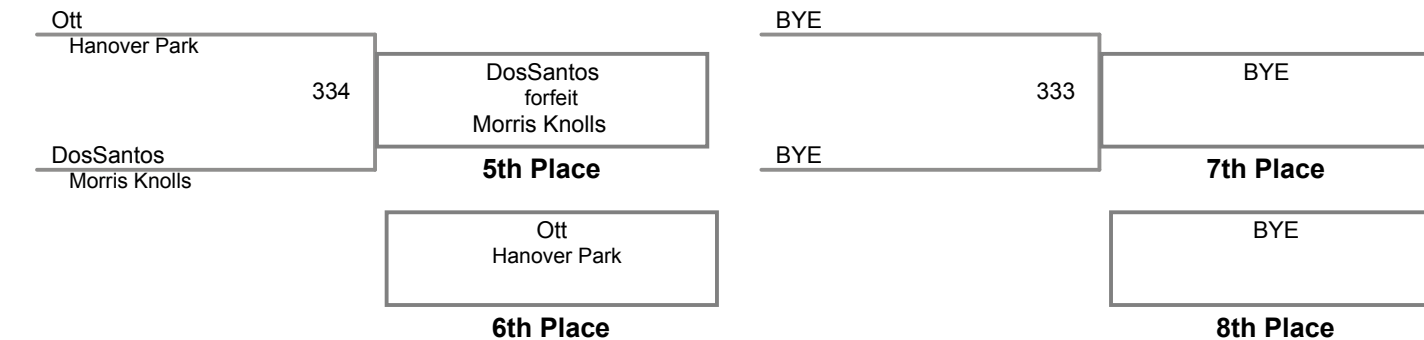 Ott
Hanover Park
334
DosSantos
Morris Knolls
DosSantos
forfeit
Morris Knolls
5th Place
Ott
Hanover Park
6th Place
BYE
333
BYE
BYE
7th Place
BYE
8th Place